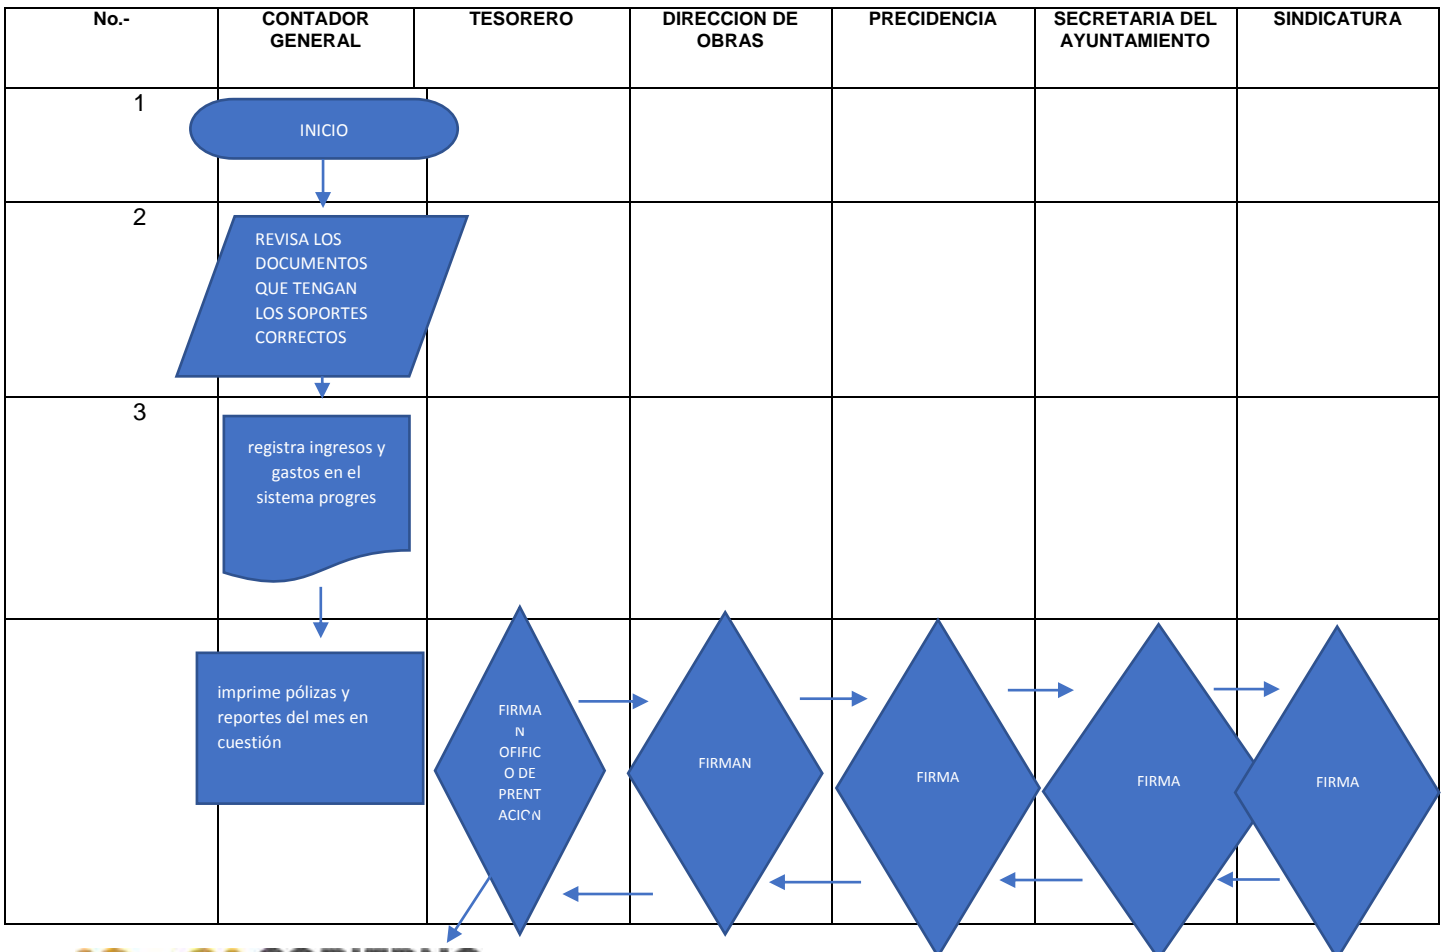 No.-
CONTADOR
GENERAL
TESORERO
DIRECCION DE
OBRAS
PRECIDENCIA
SECRETARIA DEL
AYUNTAMIENTO
SINDICATURA
1
INICIO
2
REVISA LOS
DOCUMENTOS
QUE TENGAN
LOS SOPORTES
CORRECTOS
3
registra ingresos y
gastos en el
sistema progres
imprime pólizas y
reportes del mes en
cuestión
FIRMA
N
OFIFIC
O DE
PRENT
ACION
FIRMAN
FIRMA
FIRMA
FIRMA
GOBIERNO